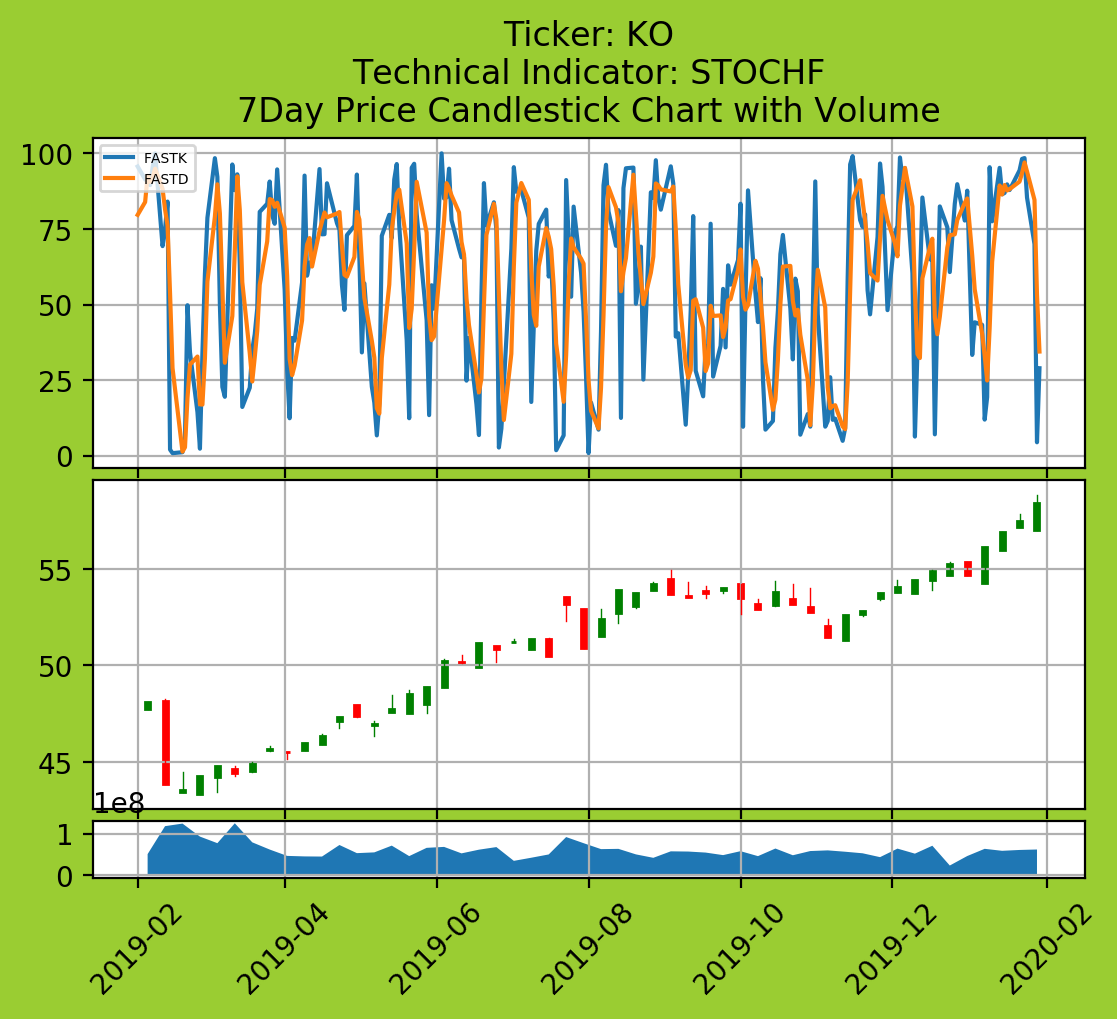 Ticker: KO
Technical Indicator: STOCHF
7Day Price Candlestick Chart with Volume
100
75
50
25
0
FASTK
FASTD
55
50
45
1e8
1
0
2019-02
2019-04
2019-06
2019-08
2019-10
2019-12
2020-02